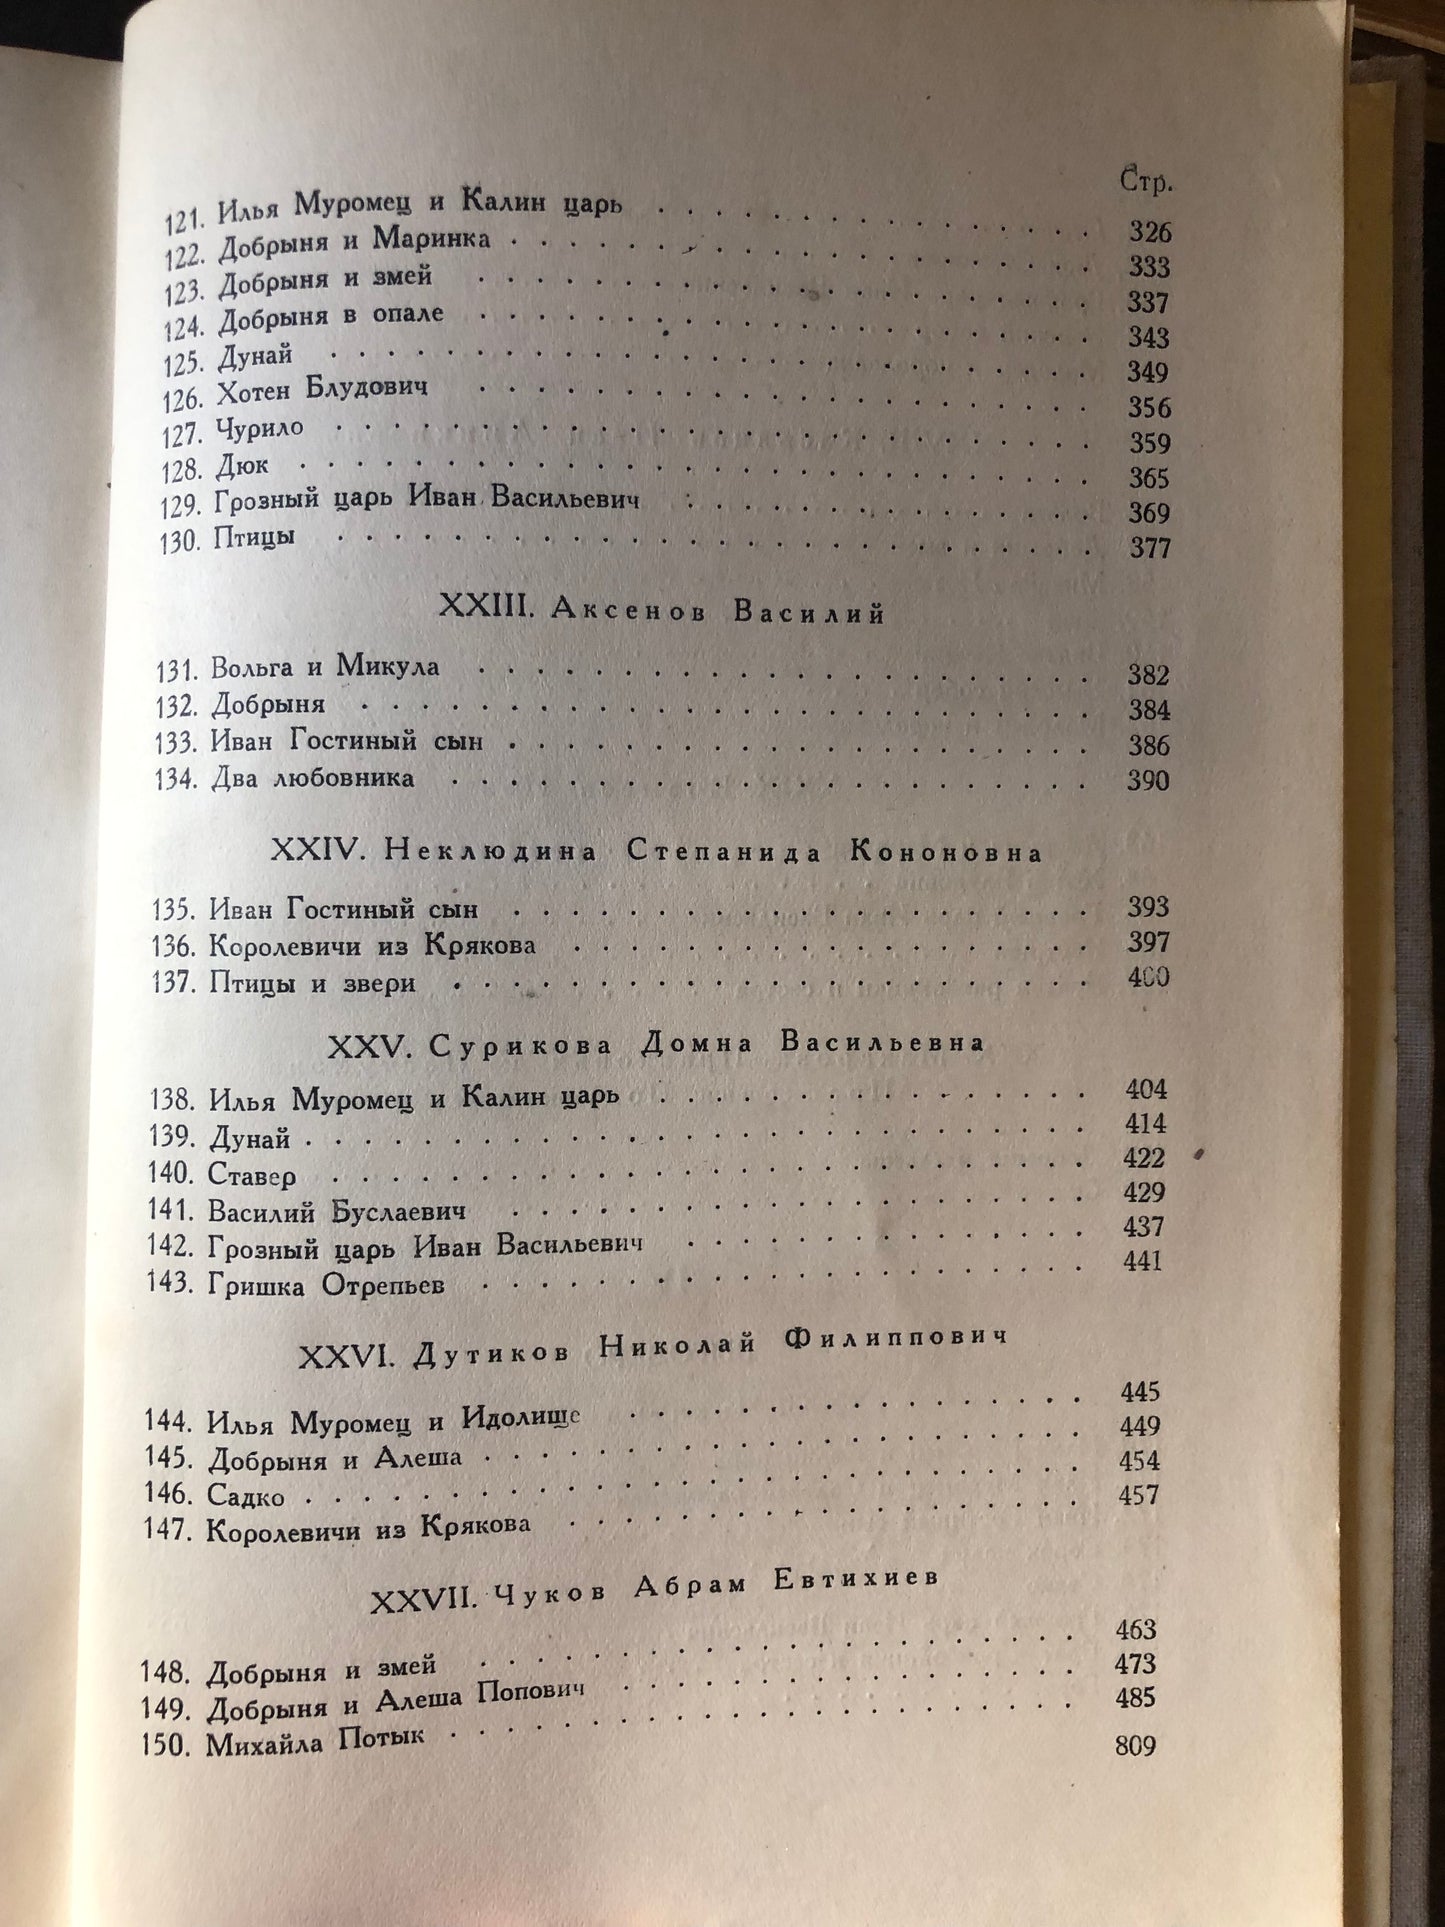 Стр.
121. Илья Муромец и Калин царь . . . . . . . . . . . . . . . 326
122. Добрыня и Маринка . . . . . . . . . . . . . . . . . . . . 333
123. Добрыня и змей . . . . . . . . . . . . . . . . . . . . . 337
124. Добрыня в опале . . . . . . . . . . . . . . . . . . . . . 343
125. Дунай . . . . . . . . . . . . . . . . . . . . . . . . . . 349
126. Хотен Блудович . . . . . . . . . . . . . . . . . . . . . 356
127. Чурило . . . . . . . . . . . . . . . . . . . . . . . . . . 359
128. Дюк . . . . . . . . . . . . . . . . . . . . . . . . . . . 365
129. Грозный царь Иван Васильевич . . . . . . . . . . . . . . 369
130. Птицы . . . . . . . . . . . . . . . . . . . . . . . . . . 377
XXIII. Аксенов Василий
131. Вольга и Микула . . . . . . . . . . . . . . . . . . . . . 382
132. Добрыня . . . . . . . . . . . . . . . . . . . . . . . . . 384
133. Иван Гостиный сын . . . . . . . . . . . . . . . . . . . . 386
134. Два любовника . . . . . . . . . . . . . . . . . . . . . . 390
XXIV. Неклюдина Степанида Кононовна
135. Иван Гостиный сын . . . . . . . . . . . . . . . . . . . . 393
136. Королевичи из Крякова . . . . . . . . . . . . . . . . . . 397
137. Птицы и звери . . . . . . . . . . . . . . . . . . . . . . 400
XXV. Сурикова Домна Васильевна
138. Илья Муромец и Калин царь . . . . . . . . . . . . . . . 404
139. Дунай . . . . . . . . . . . . . . . . . . . . . . . . . . . 414
140. Ставер . . . . . . . . . . . . . . . . . . . . . . . . . . 422
141. Василий Буслаевич . . . . . . . . . . . . . . . . . . . . 429
142. Грозный царь Иван Васильевич . . . . . . . . . . . . . . 437
143. Гришка Отрепьев . . . . . . . . . . . . . . . . . . . . . 441
XXVI. Дутиков Николай Филиппович
144. Илья Муромец и Идолище . . . . . . . . . . . . . . . . 445
145. Добрыня и Алеша . . . . . . . . . . . . . . . . . . . . . 449
146. Садко . . . . . . . . . . . . . . . . . . . . . . . . . . . 454
147. Королевичи из Крякова . . . . . . . . . . . . . . . . . . 457
XXVII. Чуков Абрам Евтихиев
148. Добрыня и змей . . . . . . . . . . . . . . . . . . . . . 463
149. Добрыня и Алеша Попович . . . . . . . . . . . . . . . . 473
150. Михайла Потык . . . . . . . . . . . . . . . . . . . . . . 485
809